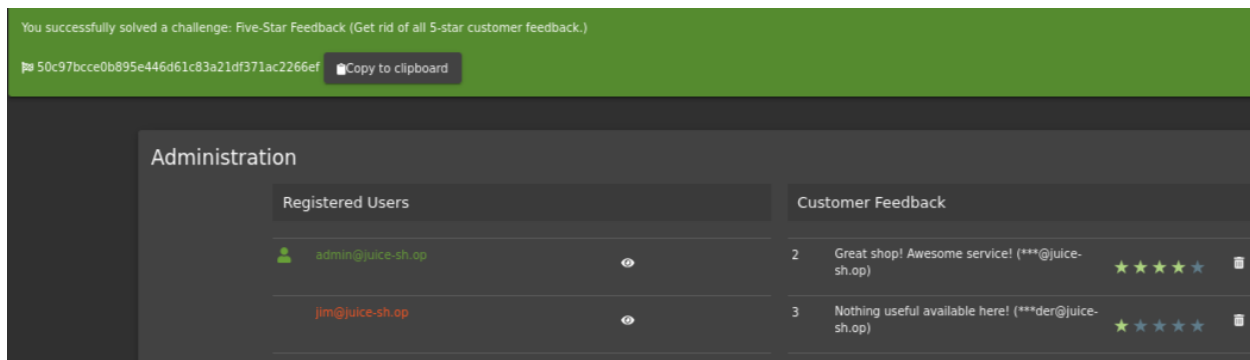 You successfully solved a challenge: Five-Star Feedback (Get rid of all 5-star customer feedback.)
50c97bcce0b895e446d61c83a21df371ac2266ef Copy to clipboard
Administration
Registered Users
admin@juice-sh.op
jim@juice-sh.op
Customer Feedback
2 Great shop! Awesome service! (***@juice-
sh.op)
3 Nothing useful available here! (***der@juice-
sh.op)